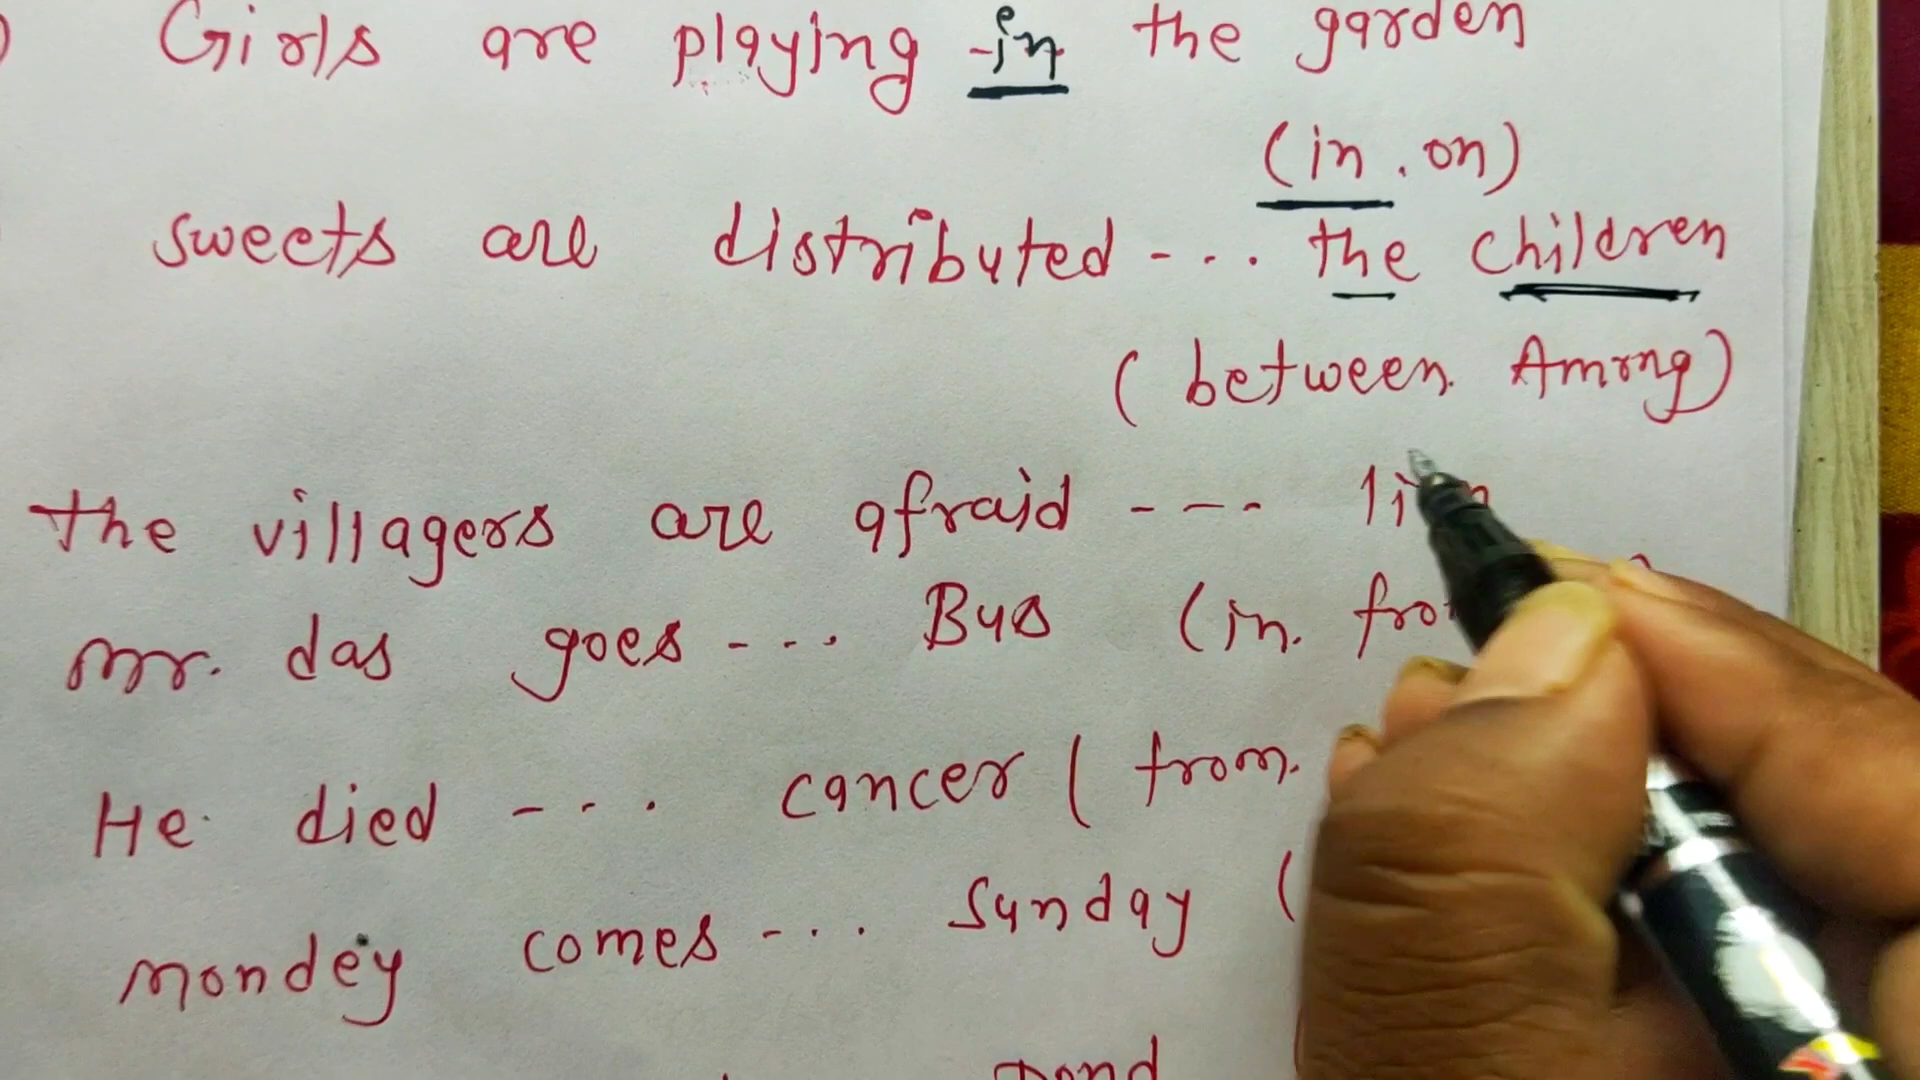 Girls are playing in the garden
(in. on)
sweets are distributed --.. the children
(between. Among)
the villagers are afraid ----
mr. das goes --.. Bus (in.
He died --.. cancer (from.
mondey comes --... Sunday (
pond (